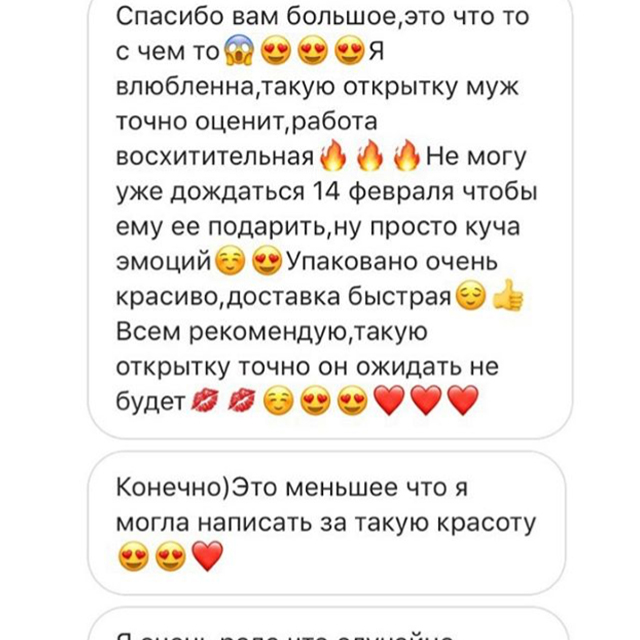 Спасибо вам большое,это что то
с чем то😱😍😍😍Я
влюбленна,такую открытку муж
точно оценит,работа
восхитительная🔥🔥🔥Не могу
уже дождаться 14 февраля чтобы
ему ее подарить,ну просто куча
эмоций☺️😍Упаковано очень
красиво,доставка быстрая😌👍
Всем рекомендую,такую
открытку точно он ожидать не
будет💋💋☺️😍😍❤️❤️❤️
Конечно)Это меньшее что я
могла написать за такую красоту
😍😍❤️